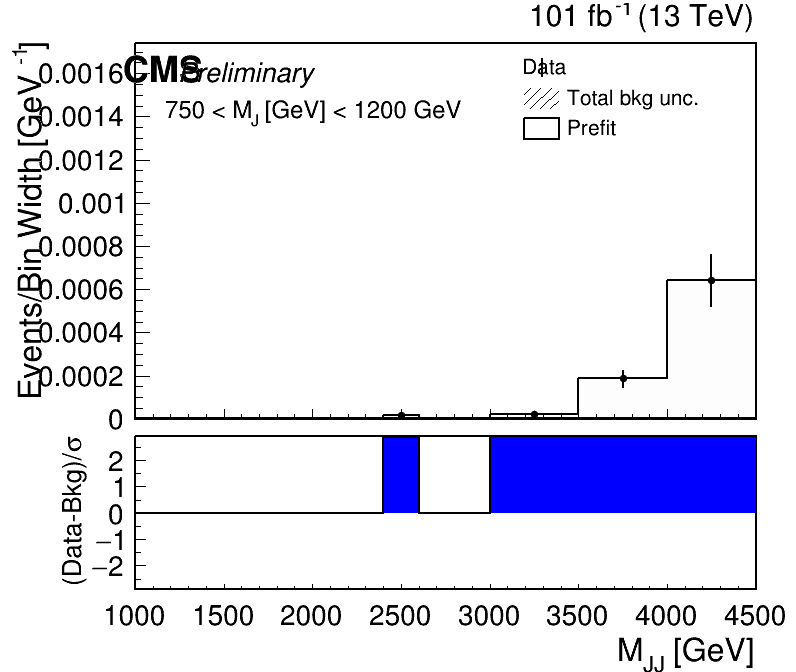 101 fb-1 (13 TeV)
CMS Preliminary
750 < MJ [GeV] < 1200 GeV
Data
Total bkg unc.
Prefit
Events/Bin Width [GeV-1]
0.0016
0.0014
0.0012
0.001
0.0008
0.0006
0.0004
0.0002
0
(Data-Bkg)/σ
2
1
0
−1
−2
1000 1500 2000 2500 3000 3500 4000 4500
MJJ [GeV]